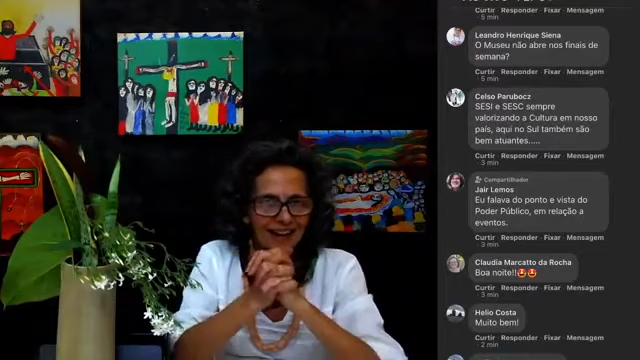 Curtir · Responder · Fixar · Mensagem
· 5 min
Leandro Henrique Siena
O Museu não abre nos finais de
semana?
Curtir · Responder · Fixar · Mensagem
· 5 min
Celso Parubocz
SESI e SESC sempre
valorizando a Cultura em nosso
país, aqui no Sul também são
bem atuantes.....
Curtir · Responder · Fixar · Mensagem
· 3 min
Compartilhador
Jair Lemos
Eu falava do ponto e vista do
Poder Público, em relação a
eventos.
Curtir · Responder · Fixar · Mensagem
· 3 min
Claudia Marcatto da Rocha
Boa noite!!🤩🤩
Curtir · Responder · Fixar · Mensagem
· 3 min
Helio Costa
Muito bem!
Curtir · Responder · Fixar · Mensagem
· 2 min